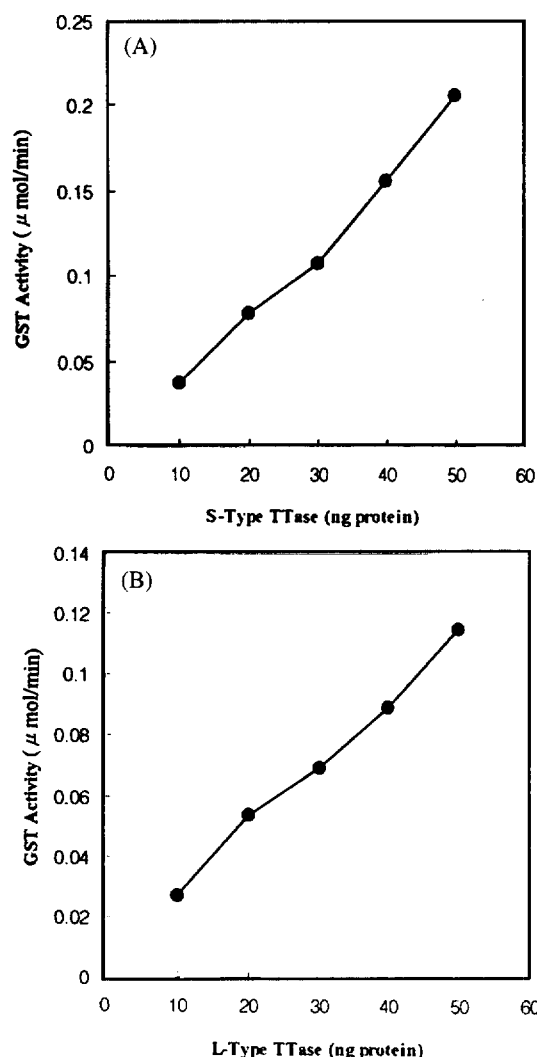 (A)
GST Activity ( μ mol/min)
0.25
0.2
0.15
0.1
0.05
0
0 10 20 30 40 50 60
S-Type TTase (ng protein)
(B)
GST Activity ( μ mol/min)
0.14
0.12
0.1
0.08
0.06
0.04
0.02
0
0 10 20 30 40 50 60
L-Type TTase (ng protein)